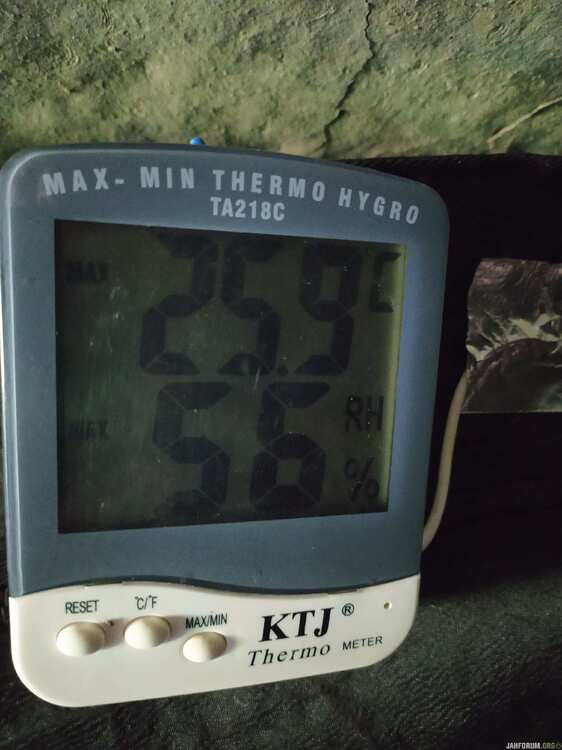 MAX- MIN THERMO HYGRO
TA218C
MAX
25.9 C
MAX
56 RH
%
RESET
°C/°F
MAX/MIN
KTJ ®
Thermo METER
JAHFORUM.ORG